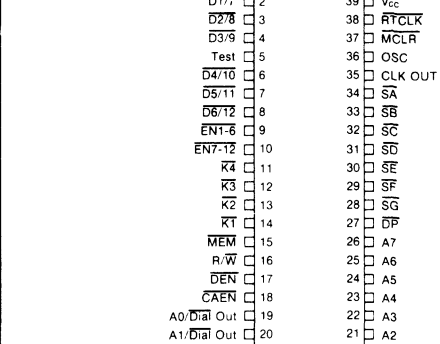 D1/7 2 39 Vcc
D2/8 3 38 RTCLK
D3/9 4 37 MCLR
Test 5 36 OSC
D4/10 6 35 CLK OUT
D5/11 7 34 SA
D6/12 8 33 SB
EN1-6 9 32 SC
EN7-12 10 31 SD
K4 11 30 SE
K3 12 29 SF
K2 13 28 SG
K1 14 27 DP
MEM 15 26 A7
R/W 16 25 A6
DEN 17 24 A5
CAEN 18 23 A4
A0/Dial Out 19 22 A3
A1/Dial Out 20 21 A2